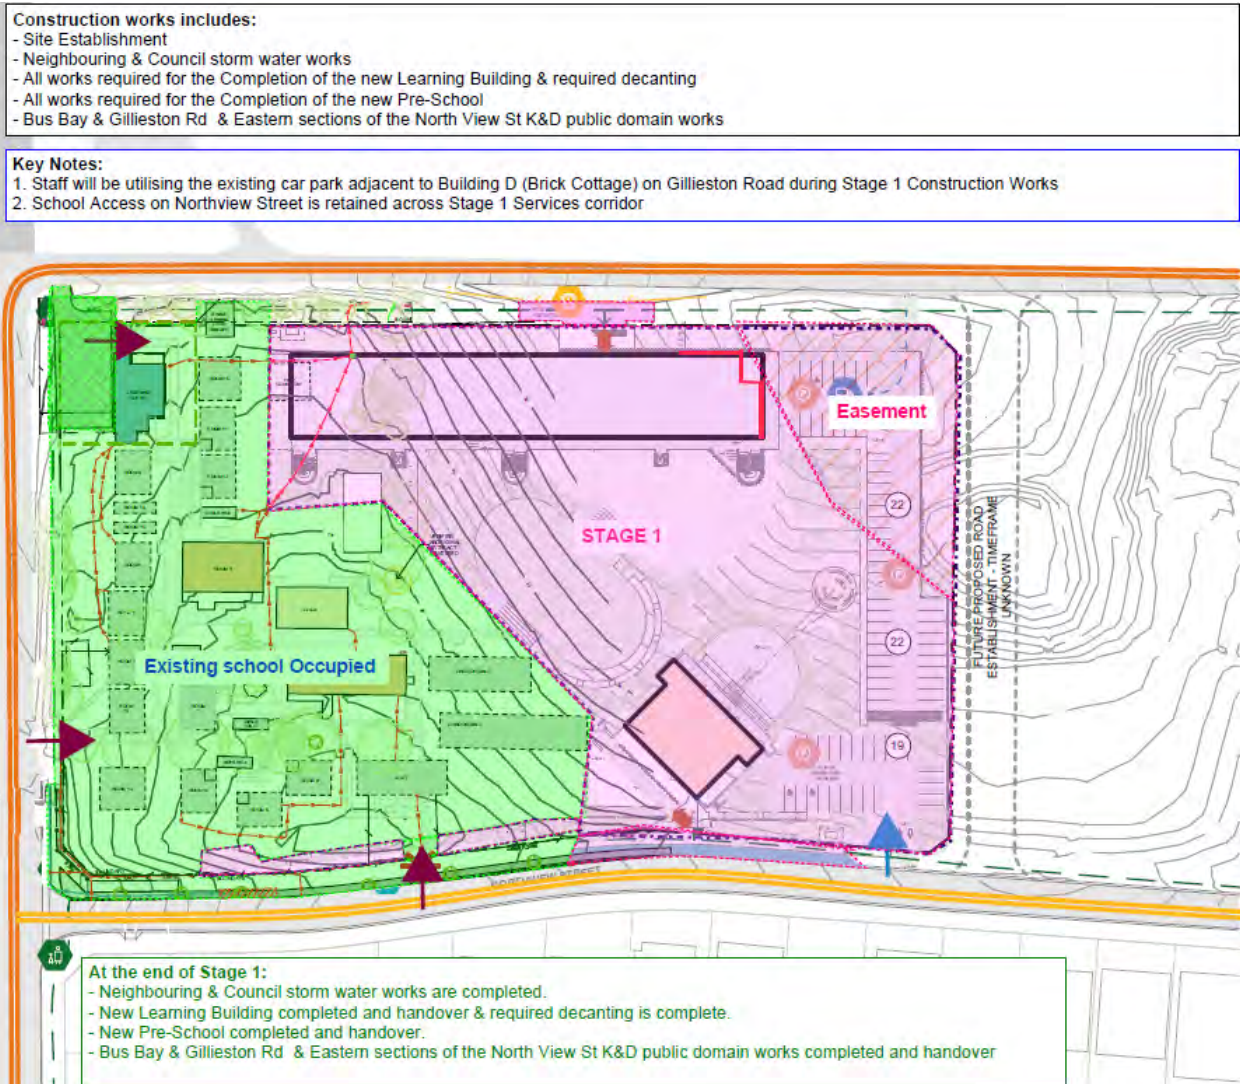 Construction works includes:
- Site Establishment
- Neighbouring & Council storm water works
- All works required for the Completion of the new Learning Building & required decanting
- All works required for the Completion of the new Pre-School
- Bus Bay & Gillieston Rd & Eastern sections of the North View St K&D public domain works
Key Notes:
1. Staff will be utilising the existing car park adjacent to Building D (Brick Cottage) on Gillieston Road during Stage 1 Construction Works
2. School Access on Northview Street is retained across Stage 1 Services corridor
Easement
22
STAGE 1
FUTURE PROPOSED ROAD
ESTABLISHMENT - TIMEFRAME
UNKNOWN
22
Existing school Occupied
19
NORTHVIEW STREET
At the end of Stage 1:
- Neighbouring & Council storm water works are completed.
- New Learning Building completed and handover & required decanting is complete.
- New Pre-School completed and handover.
- Bus Bay & Gillieston Rd & Eastern sections of the North View St K&D public domain works completed and handover